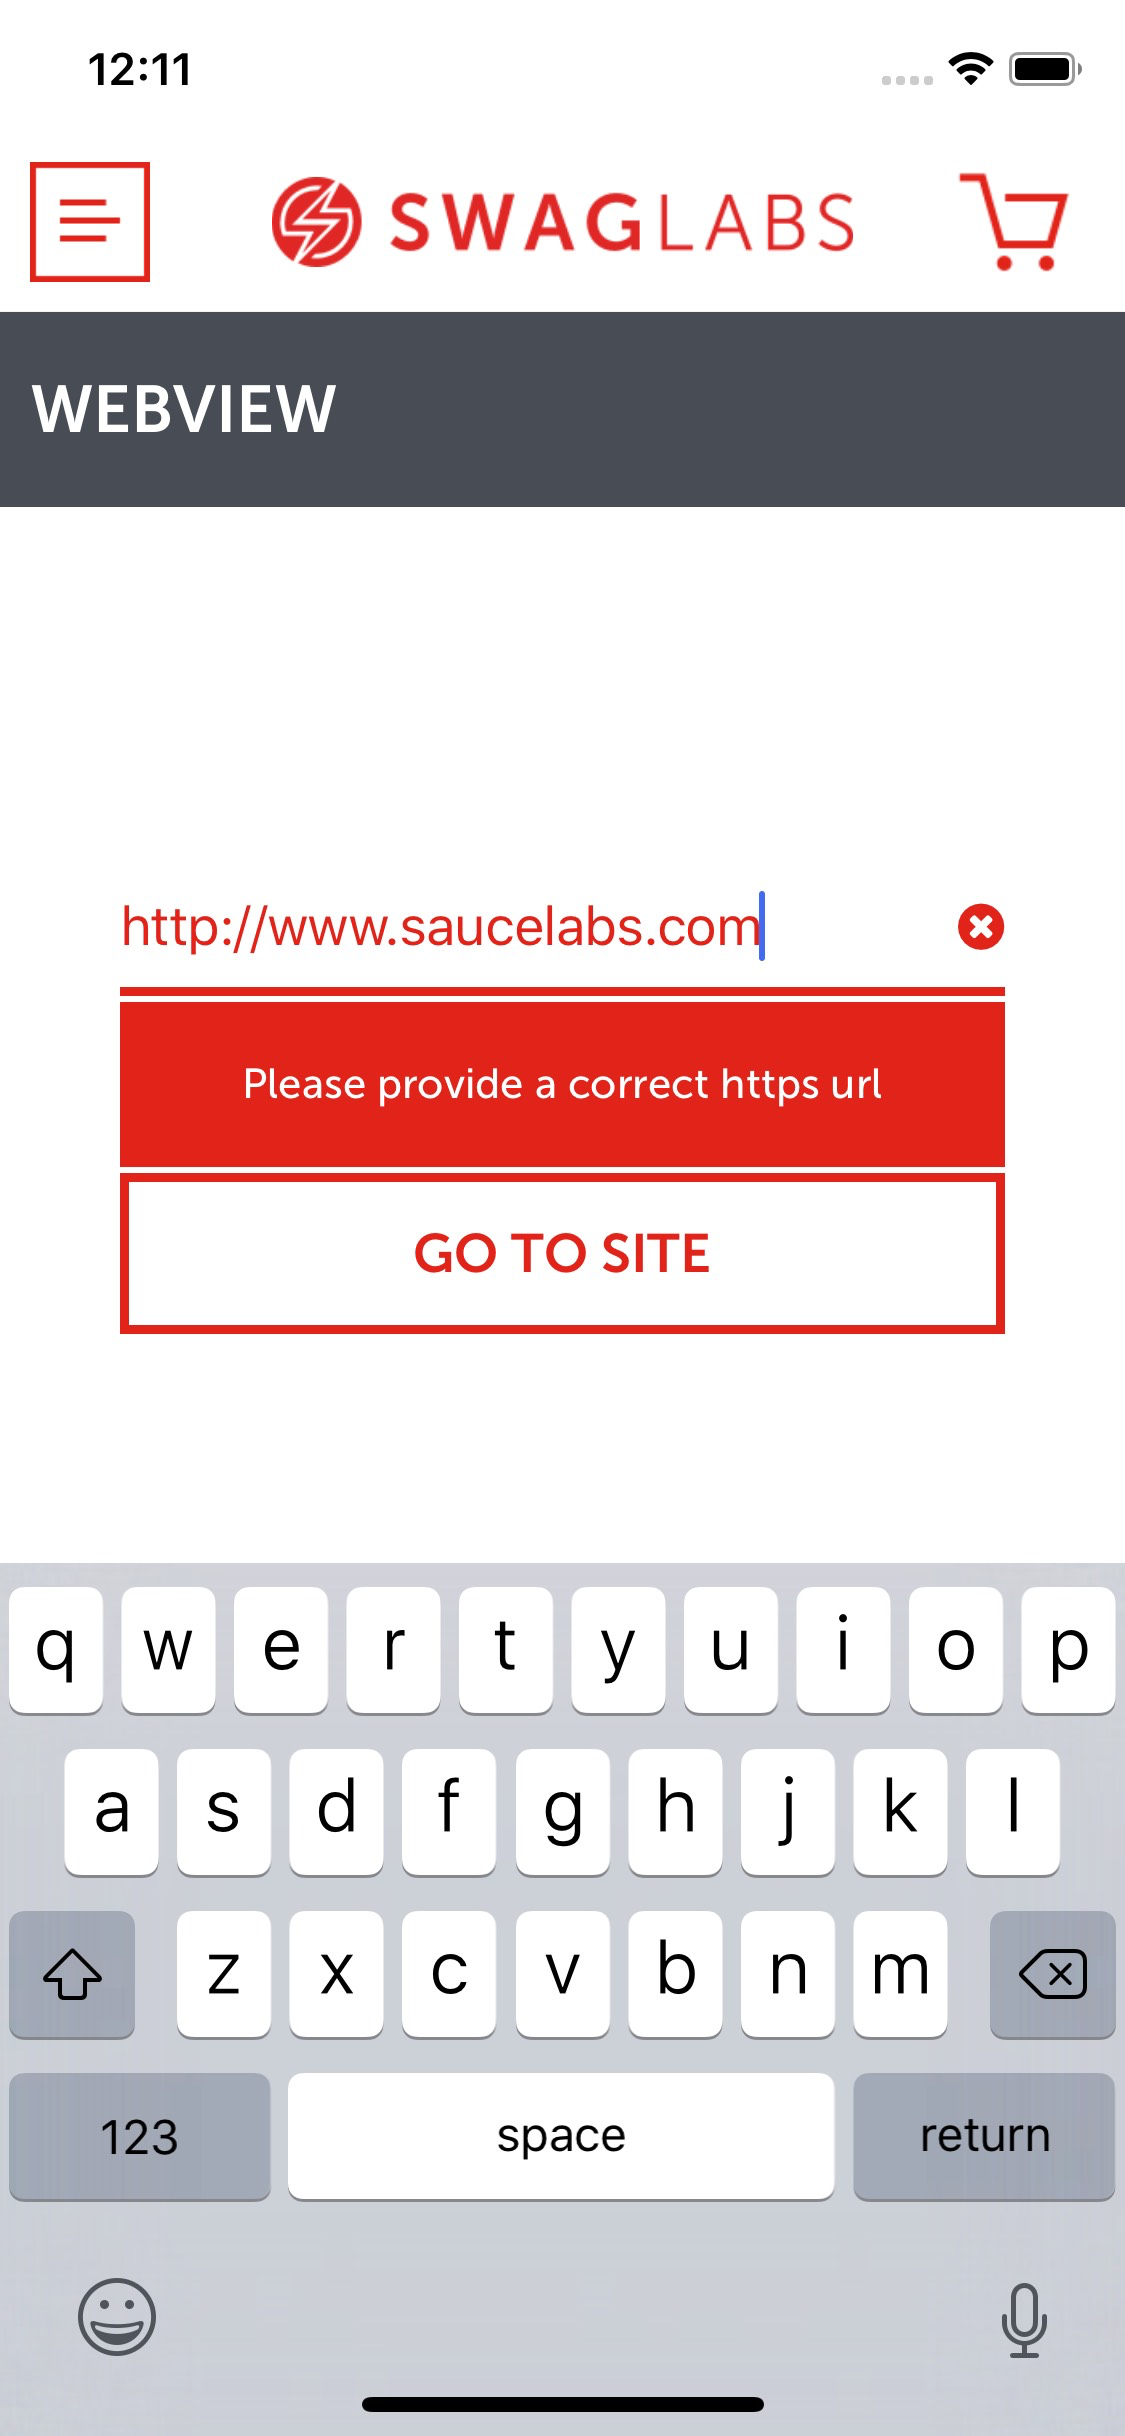 12:11
SWAGLABS
WEBVIEW
http://www.saucelabs.com
Please provide a correct https url
GO TO SITE
q w e r t y u i o p
a s d f g h j k l
z x c v b n m
123 space return